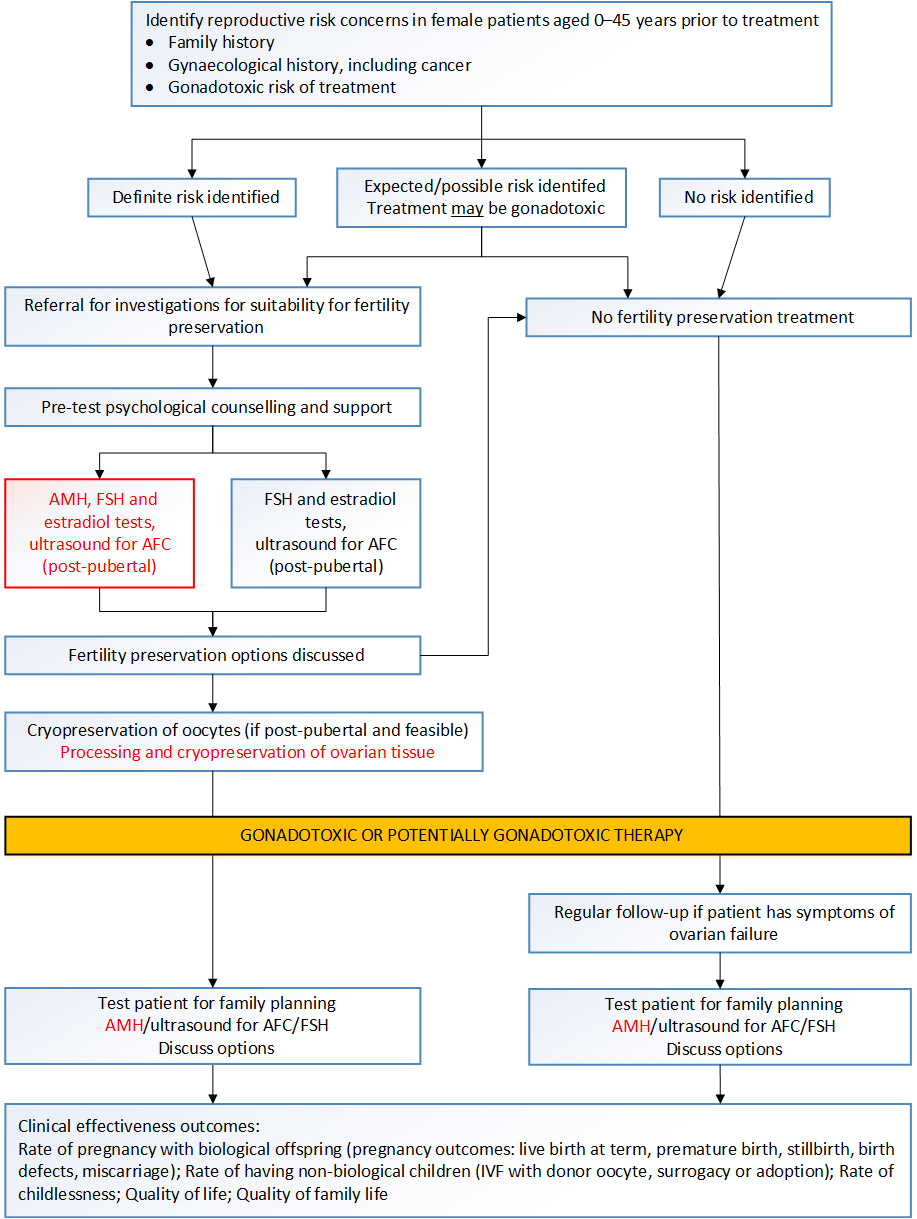 Identify reproductive risk concerns in female patients aged 0–45 years prior to treatment
• Family history
• Gynaecological history, including cancer
• Gonadotoxic risk of treatment
Definite risk identified
Expected/possible risk identifed
Treatment may be gonadotoxic
No risk identified
Referral for investigations for suitability for fertility
preservation
No fertility preservation treatment
Pre-test psychological counselling and support
AMH, FSH and
estradiol tests,
ultrasound for AFC
(post-pubertal)
FSH and estradiol
tests,
ultrasound for AFC
(post-pubertal)
Fertility preservation options discussed
Cryopreservation of oocytes (if post-pubertal and feasible)
Processing and cryopreservation of ovarian tissue
GONADOTOXIC OR POTENTIALLY GONADOTOXIC THERAPY
Regular follow-up if patient has symptoms of
ovarian failure
Test patient for family planning
AMH/ultrasound for AFC/FSH
Discuss options
Test patient for family planning
AMH/ultrasound for AFC/FSH
Discuss options
Clinical effectiveness outcomes:
Rate of pregnancy with biological offspring (pregnancy outcomes: live birth at term, premature birth, stillbirth, birth
defects, miscarriage); Rate of having non-biological children (IVF with donor oocyte, surrogacy or adoption); Rate of
childlessness; Quality of life; Quality of family life